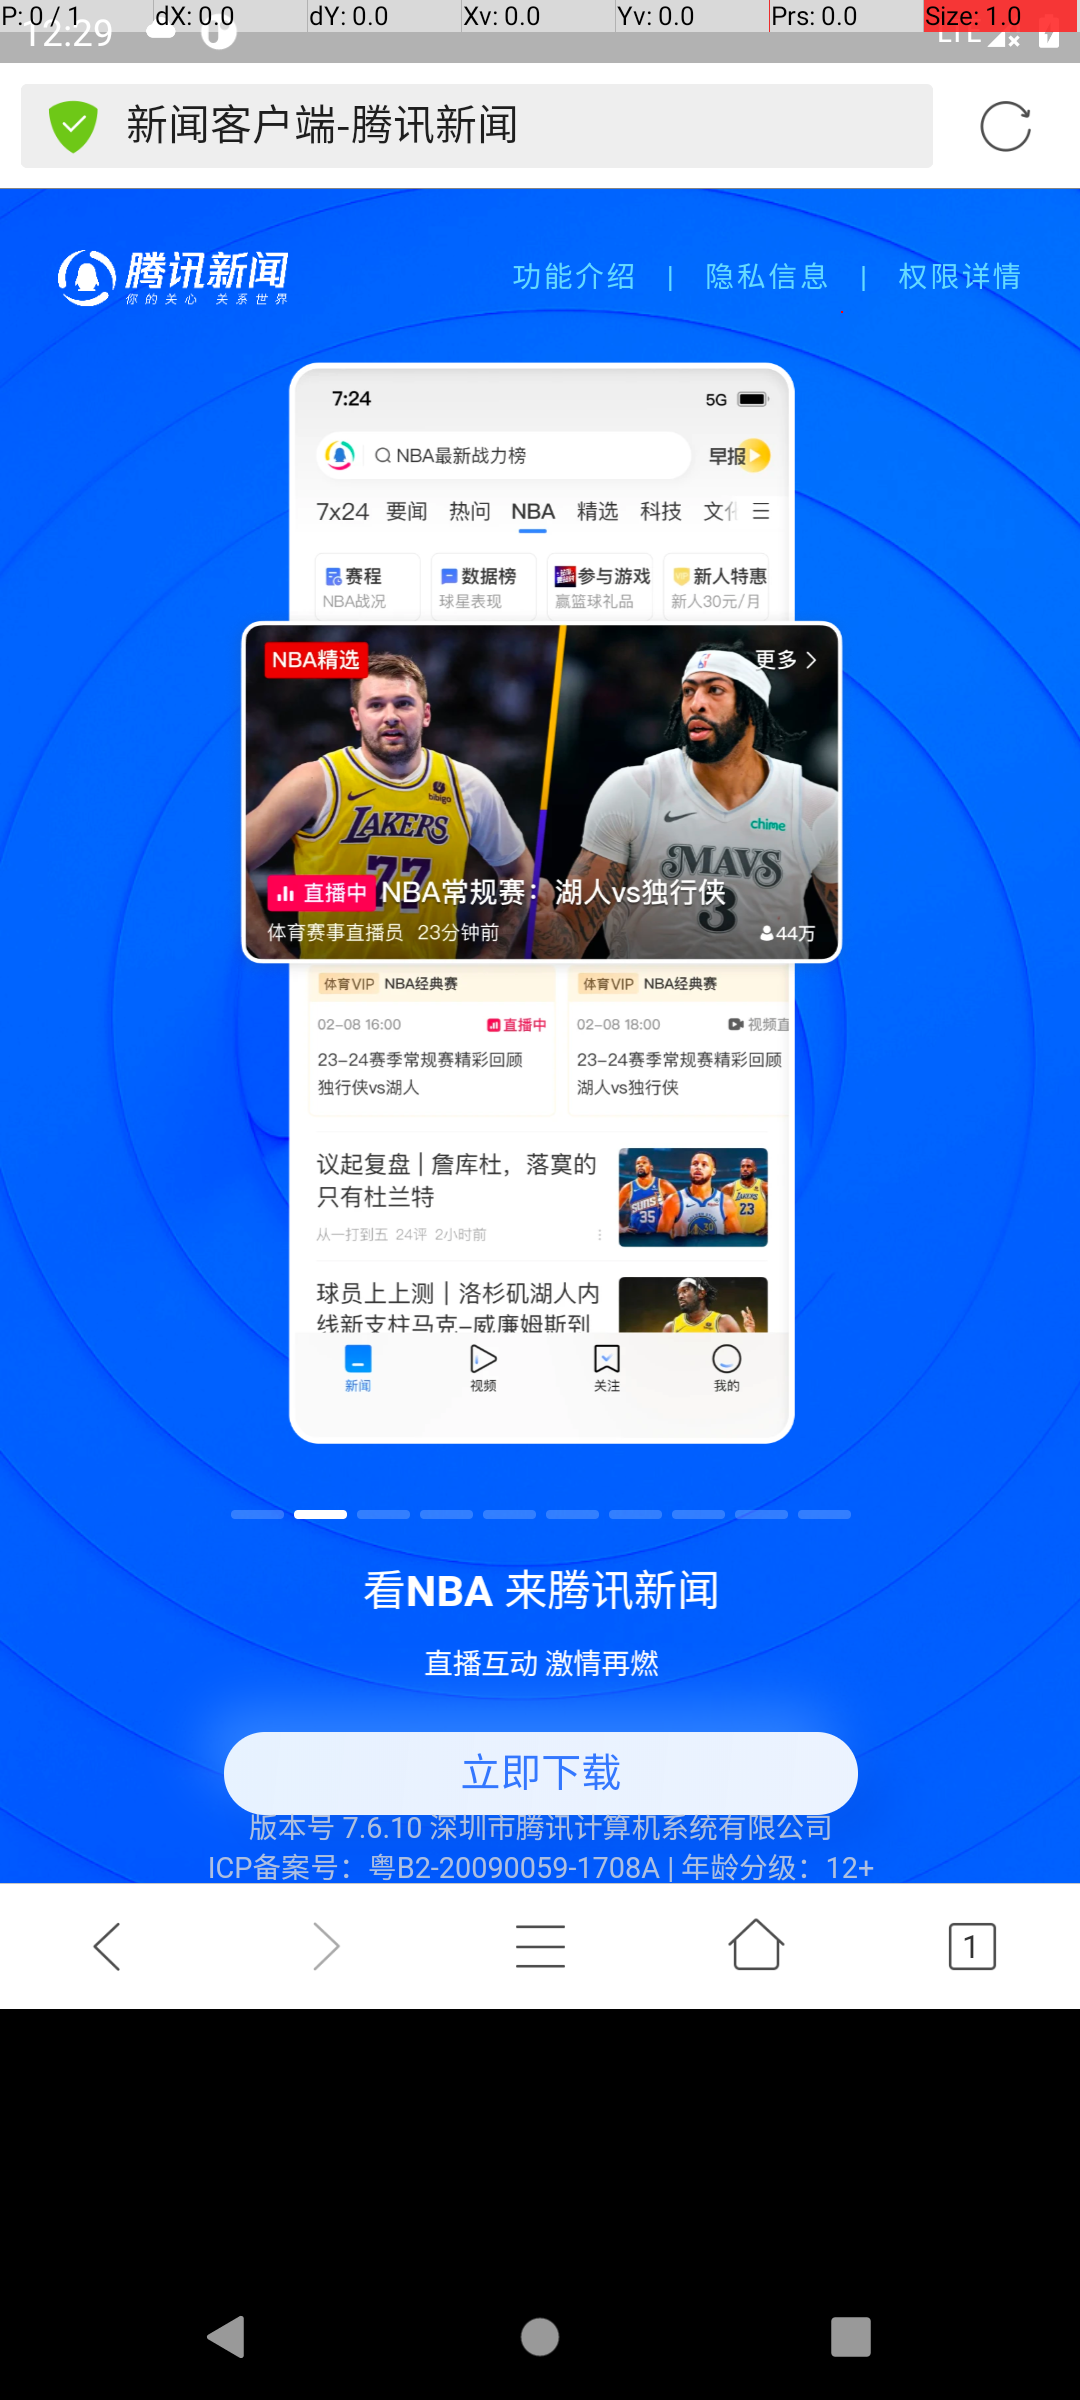 P: 0 / 1 dX: 0.0 dY: 0.0 Xv: 0.0 Yv: 0.0 Prs: 0.0 Size: 1.0
12:29 LTE
新闻客户端-腾讯新闻
腾讯新闻 功能介绍 | 隐私信息 | 权限详情
你的关心 关系世界
7:24 5G
NBA最新战力榜 早报
7x24 要闻 热问 NBA 精选 科技
赛程 数据榜 参与游戏 新人特惠
NBA战况 球星表现 赢篮球礼品 新人30元/月
NBA精选 更多
bibigo
chime
LAKERS
77
MAVS
3
直播中 NBA常规赛：湖人vs独行侠
体育赛事直播员 23分钟前 44万
体育VIP NBA经典赛 体育VIP NBA经典赛
02-08 16:00 直播中 02-08 18:00 视频直
23-24赛季常规赛精彩回顾 23-24赛季常规赛精彩回顾
独行侠vs湖人 湖人vs独行侠
议起复盘｜詹库杜，落寞的
只有杜兰特
SUNS 35 30 LAKERS 23
从一打到五 24评 2小时前
球员上上测｜洛杉矶湖人内
线新支柱马克-威廉姆斯到
新闻 视频 关注 我的
看NBA 来腾讯新闻
直播互动 激情再燃
立即下载
版本号 7.6.10 深圳市腾讯计算机系统有限公司
ICP备案号：粤B2-20090059-1708A | 年龄分级：12+
1